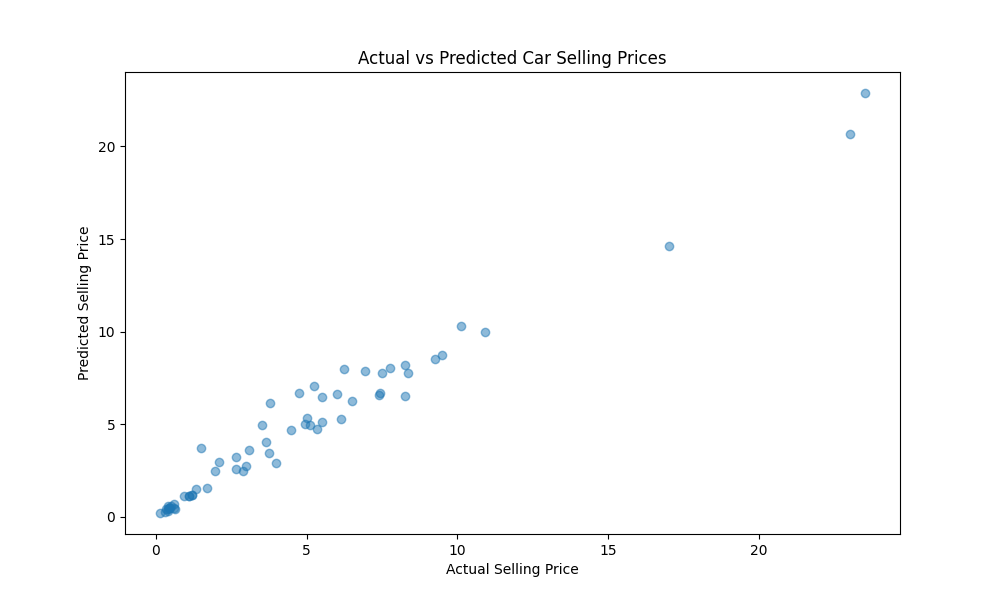 Actual vs Predicted Car Selling Prices
Predicted Selling Price
20
15
10
5
0
0 5 10 15 20
Actual Selling Price